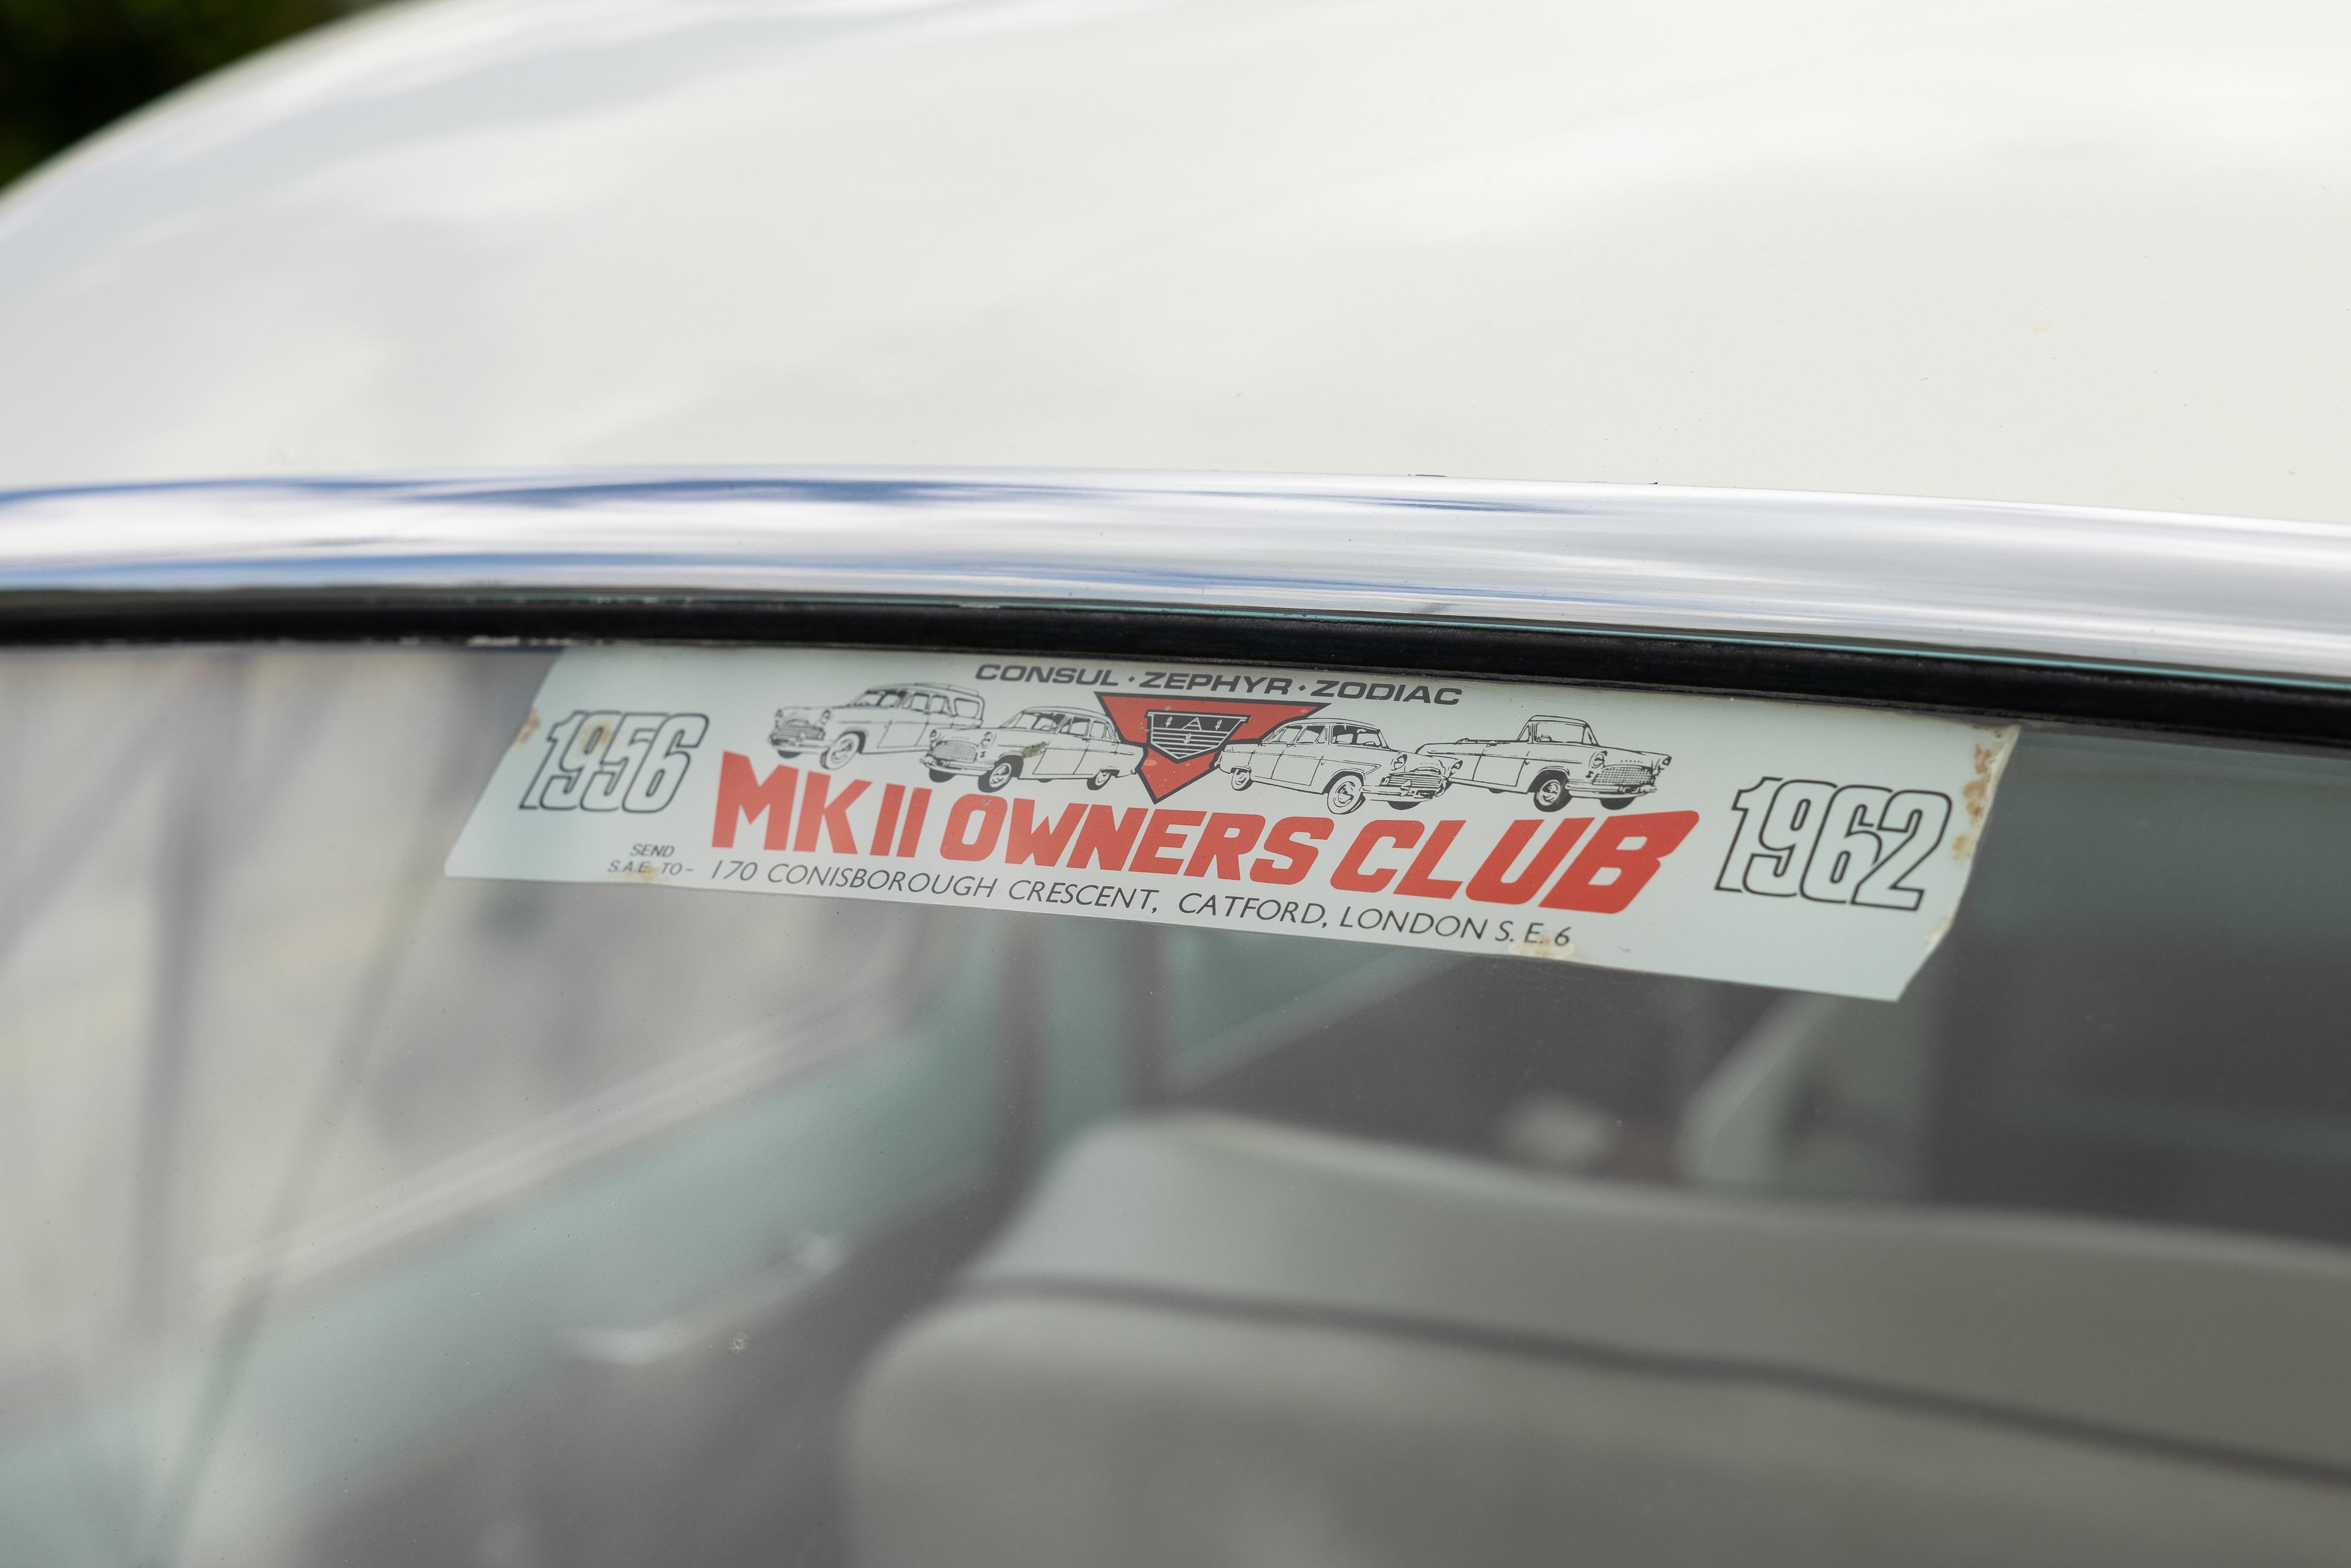 CONSUL · ZEPHYR · ZODIAC
1956
MK II OWNERS CLUB
1962
SEND
S.A.E. TO - 170 CONISBOROUGH CRESCENT, CATFORD, LONDON S. E. 6